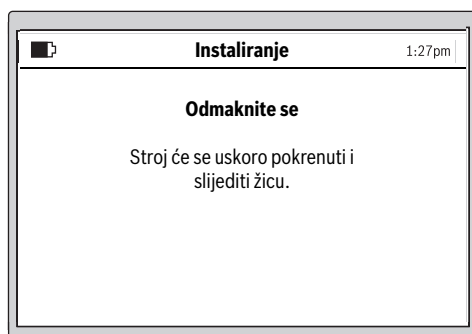 Instaliranje 1:27pm
Odmaknite se
Stroj će se uskoro pokrenuti i
slijediti žicu.